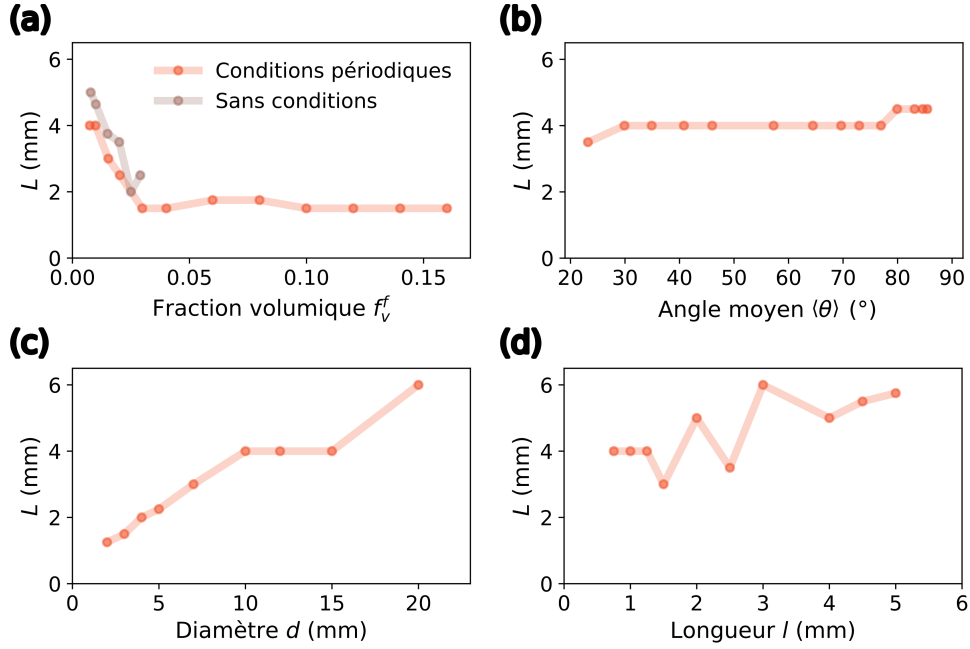 (a)
6
4
2
0
L (mm)
Conditions périodiques
Sans conditions
0.00 0.05 0.10 0.15
Fraction volumique f_v^f
(b)
6
4
2
0
L (mm)
20 30 40 50 60 70 80 90
Angle moyen ⟨θ⟩ (°)
(c)
6
4
2
0
L (mm)
0 5 10 15 20
Diamètre d (mm)
(d)
6
4
2
0
L (mm)
0 1 2 3 4 5 6
Longueur l (mm)